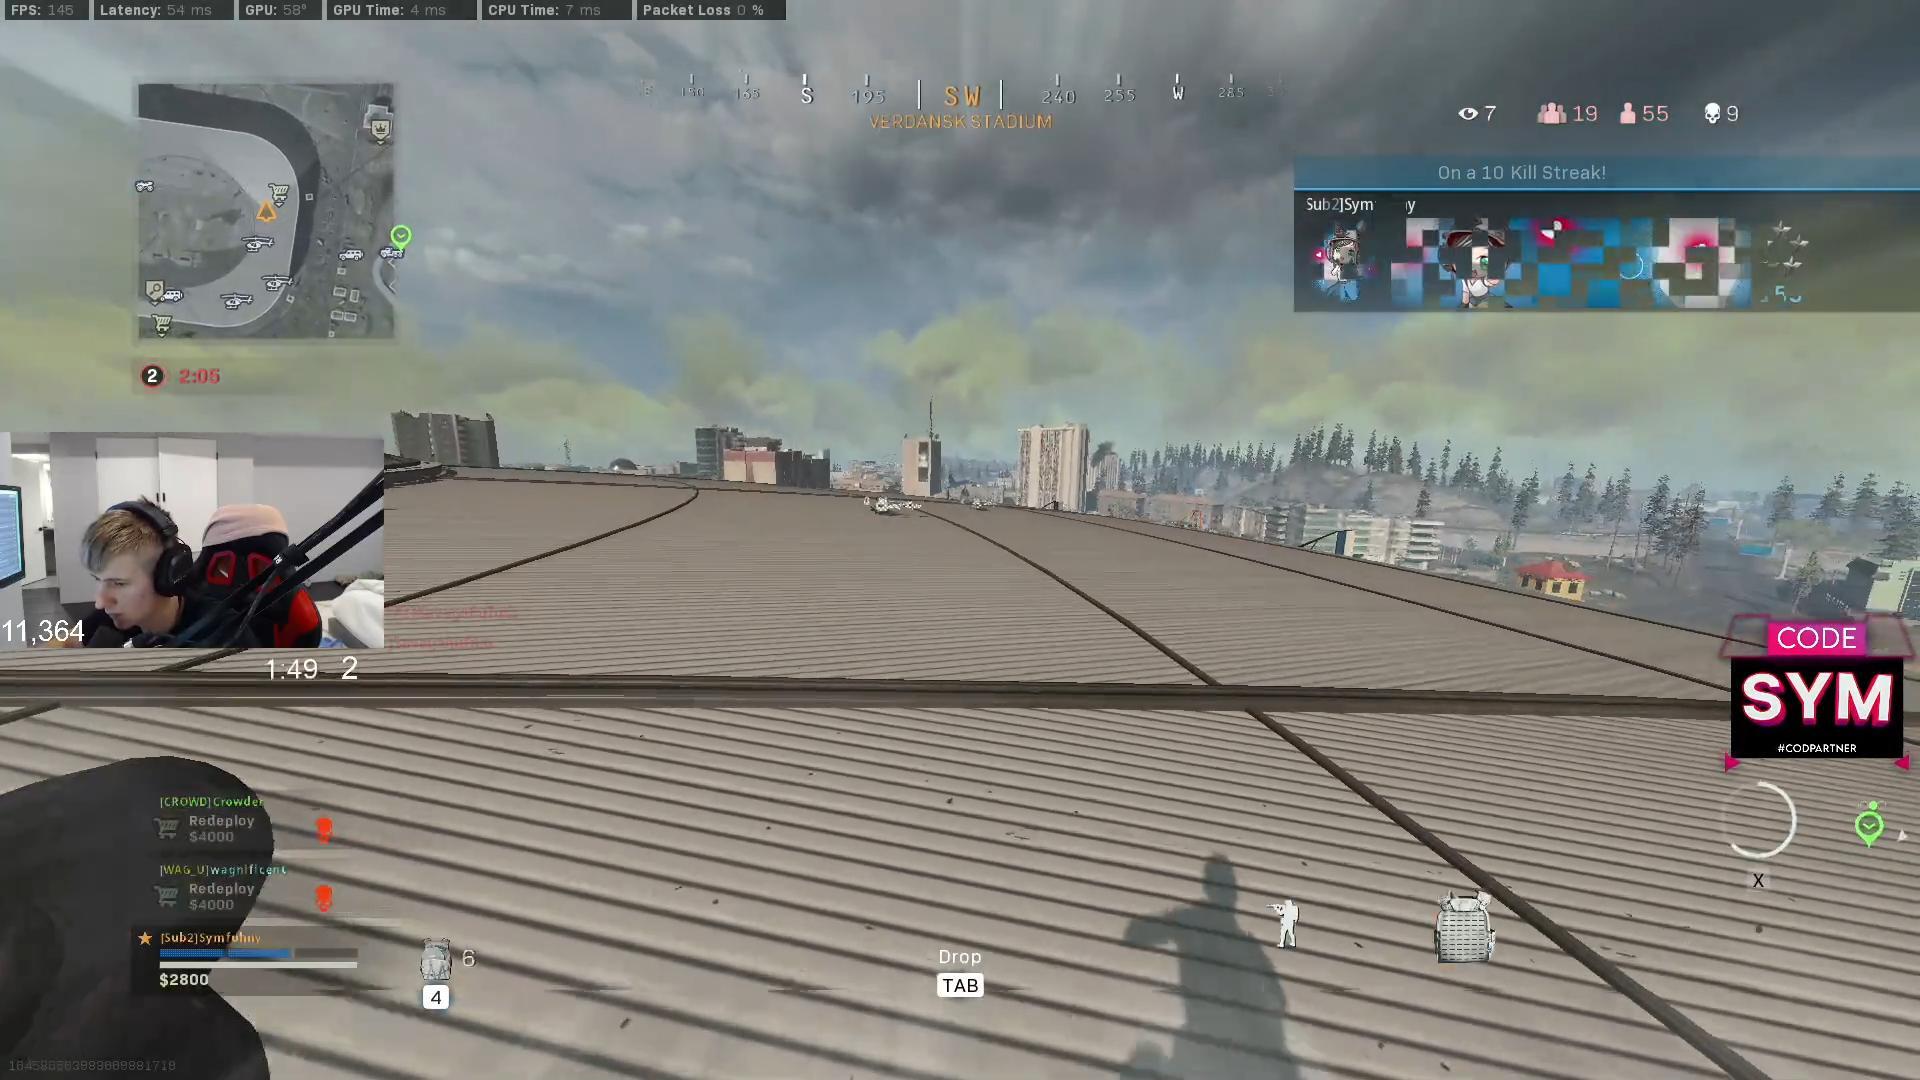 FPS: 145 Latency: 54 ms GPU: 58° GPU Time: 4 ms CPU Time: 7 ms Packet Loss 0 %
165 S 195 SW 240 255 W 285
VERDANSK STADIUM
7 19 55 9
On a 10 Kill Streak!
Sub2]Sym
2 2:05
11,364
1:49 2
CODE
SYM
#CODPARTNER
[CROWD]Crowder
Redeploy
$4000
[WAG_U]wagnificent
Redeploy
$4000
[Sub2]Symfuhny
$2800
6
4
Drop
TAB
X